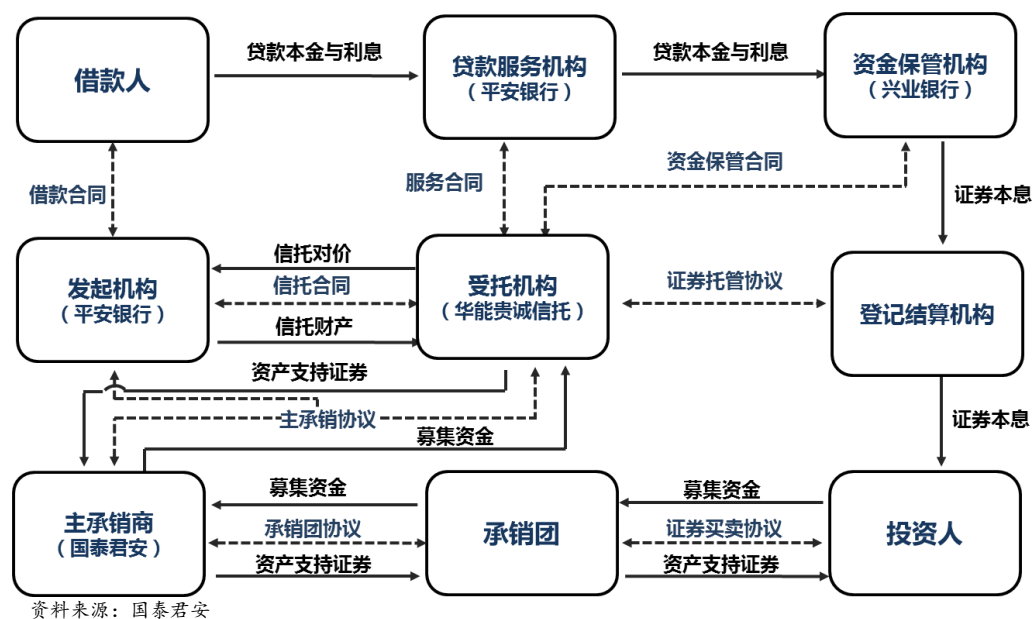 借款人
贷款本金与利息
贷款服务机构
（平安银行）
贷款本金与利息
资金保管机构
（兴业银行）
借款合同
服务合同
资金保管合同
证券本息
发起机构
（平安银行）
信托对价
信托合同
信托财产
受托机构
（华能贵诚信托）
证券托管协议
登记结算机构
资产支持证券
主承销协议
募集资金
证券本息
主承销商
（国泰君安）
募集资金
承销团协议
资产支持证券
承销团
募集资金
证券买卖协议
资产支持证券
投资人
资料来源：国泰君安